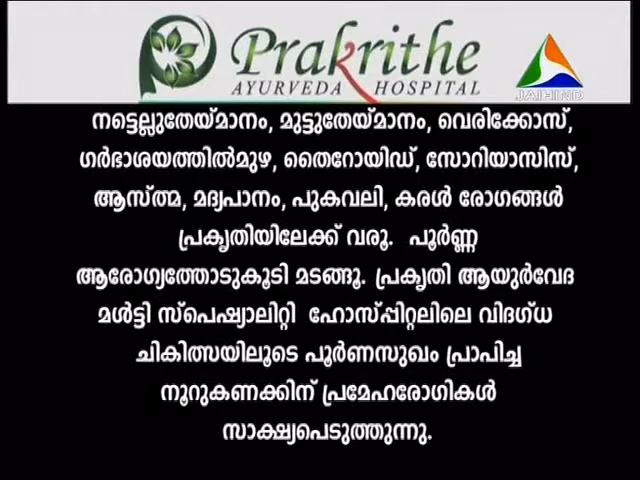 Prakrithe
AYURVEDA HOSPITAL
JAIHIND
നട്ടെല്ലുതേയ്മാനം, മുട്ടുതേയ്മാനം, വെരിക്കോസ്,
ഗർഭാശയത്തിൽമുഴ, തൈറോയിഡ്, സോറിയാസിസ്,
ആസ്ത്മ, മദ്യപാനം, പുകവലി, കരൾ രോഗങ്ങൾ
പ്രകൃതിയിലേക്ക് വരൂ. പൂർണ്ണ
ആരോഗ്യത്തോടുകൂടി മടങ്ങൂ. പ്രകൃതി ആയുർവേദ
മൾട്ടി സ്പെഷ്യാലിറ്റി ഹോസ്പ്പിറ്റലിലെ വിദഗ്ധ
ചികിത്സയിലൂടെ പൂർണസുഖം പ്രാപിച്ച
നൂറുകണക്കിന് പ്രമേഹരോഗികൾ
സാക്ഷ്യപെടുത്തുന്നു.